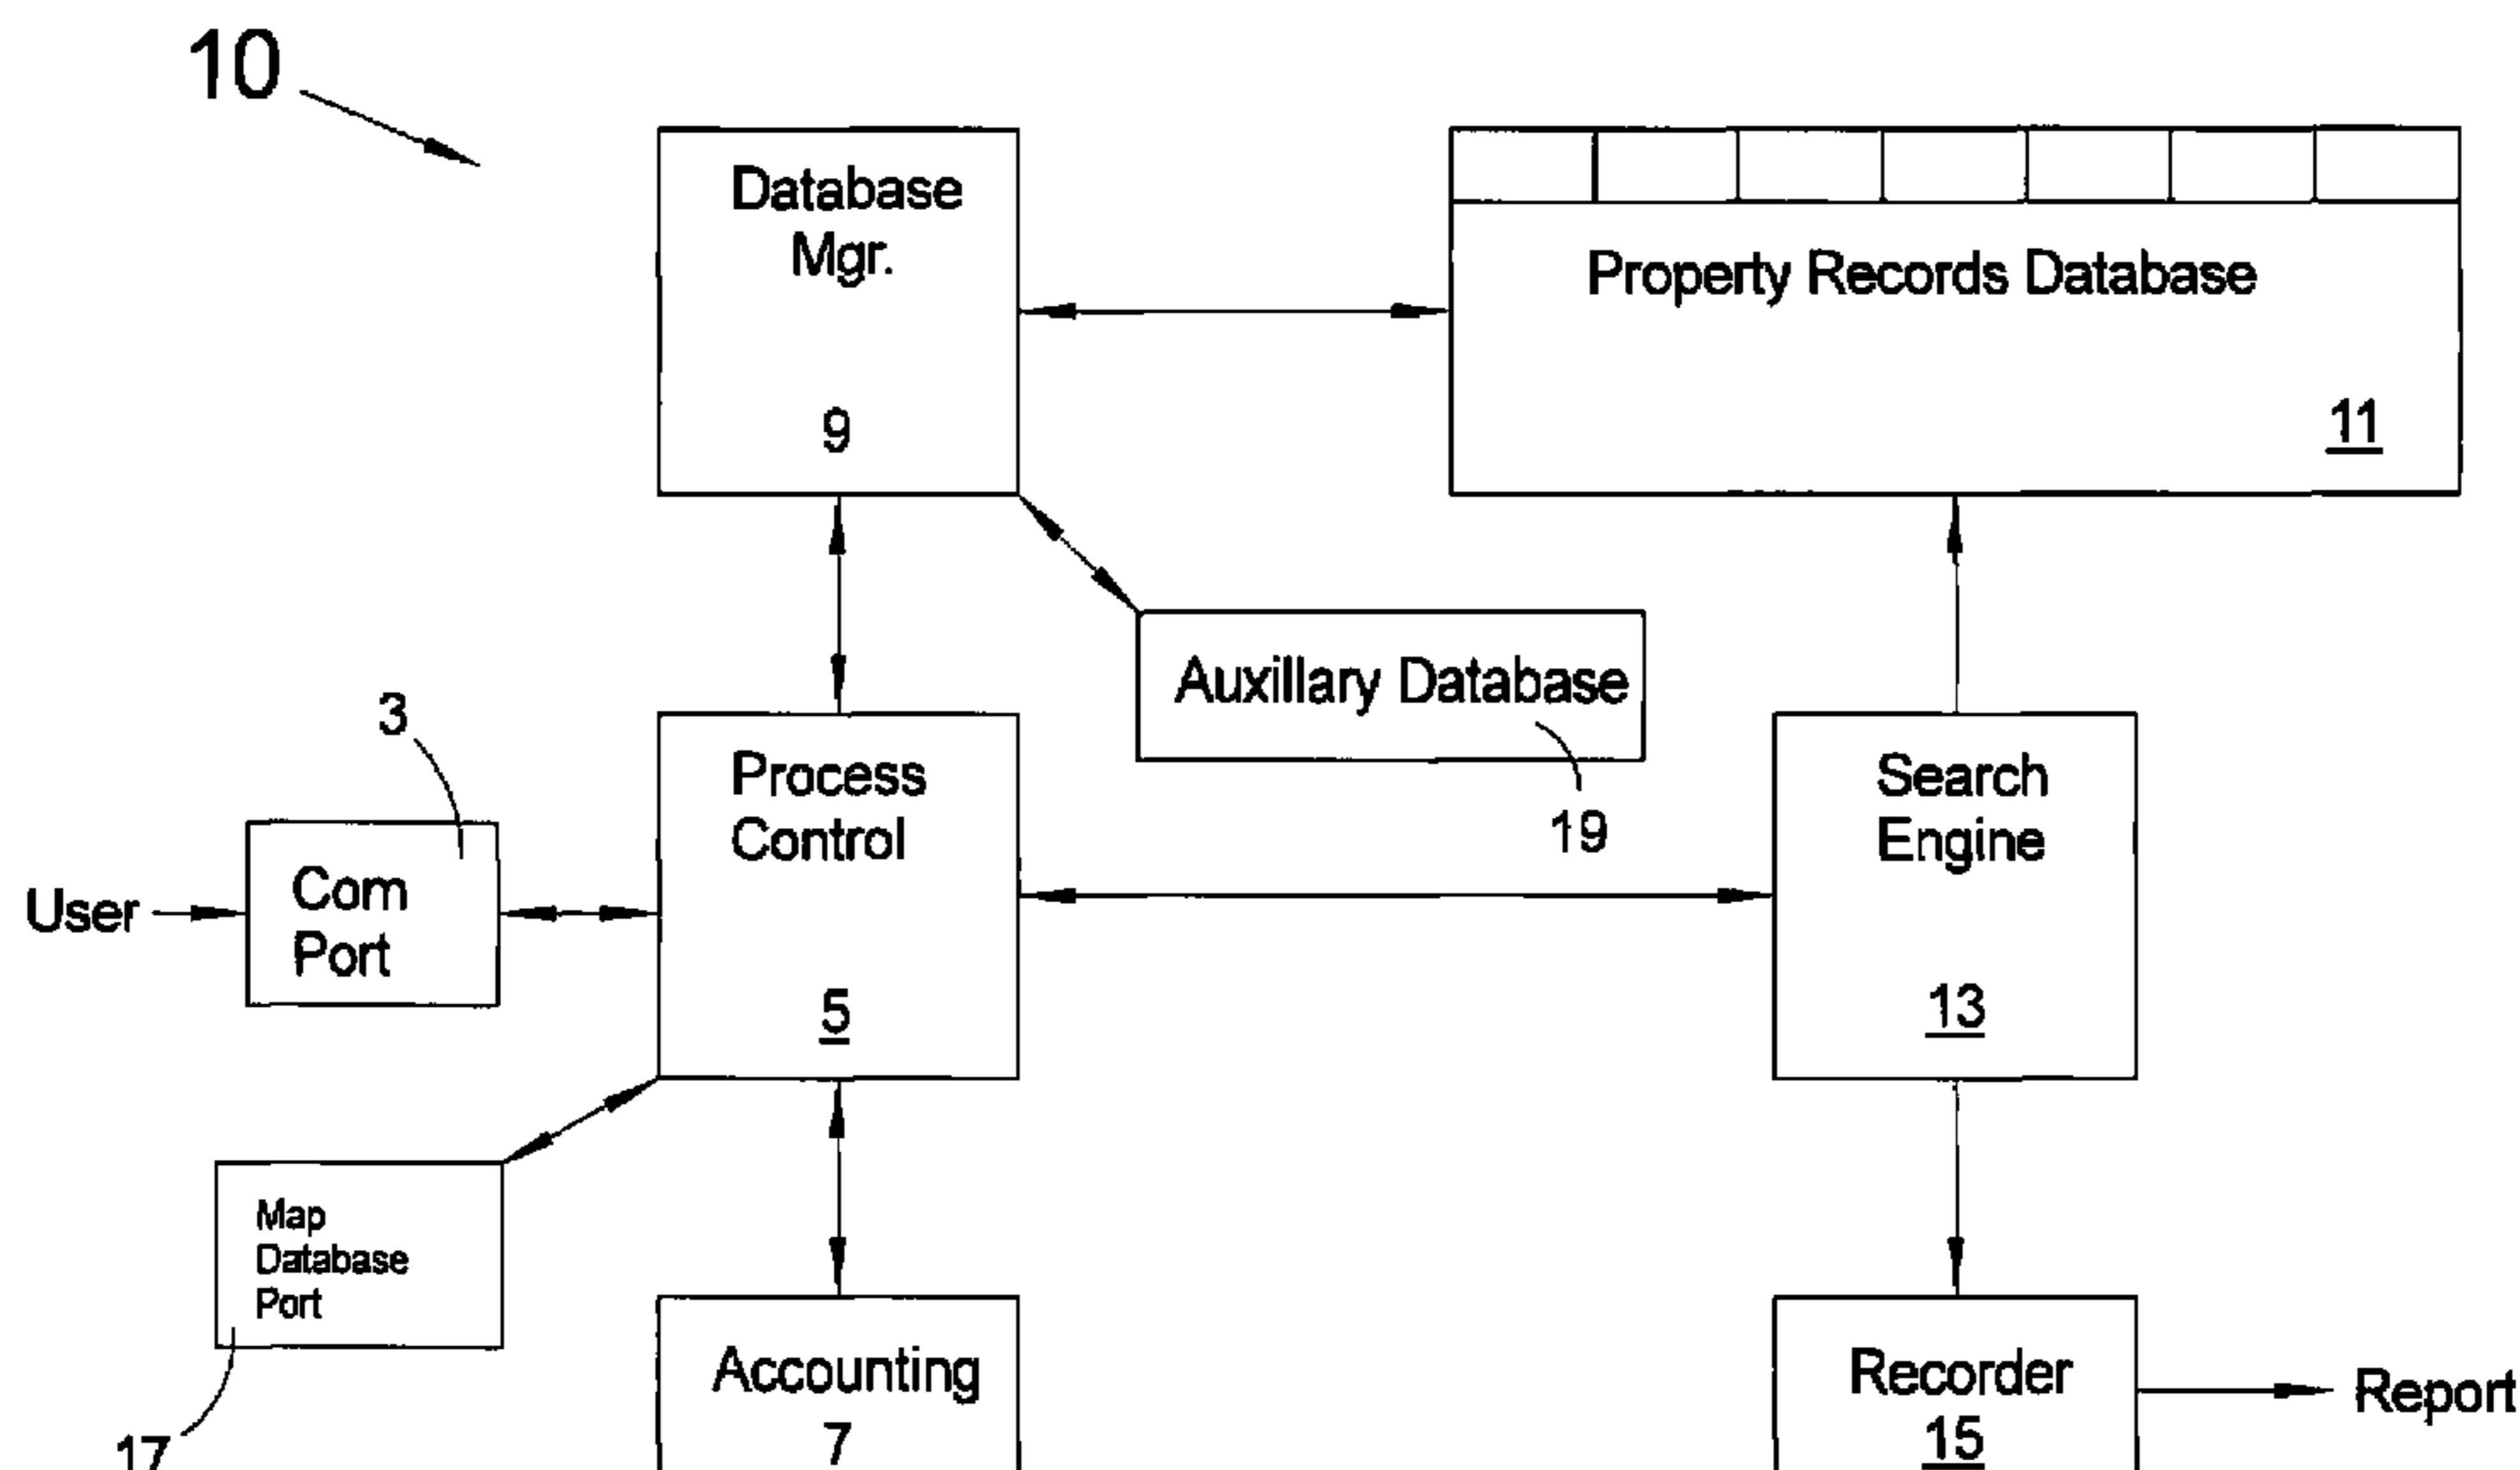 10
Database
Mgr.
9
Property Records Database
11
Auxillary Database
19
3
User
Com
Port
Process
Control
5
Search
Engine
13
Map
Database
Port
17
Accounting
7
Recorder
15
Report